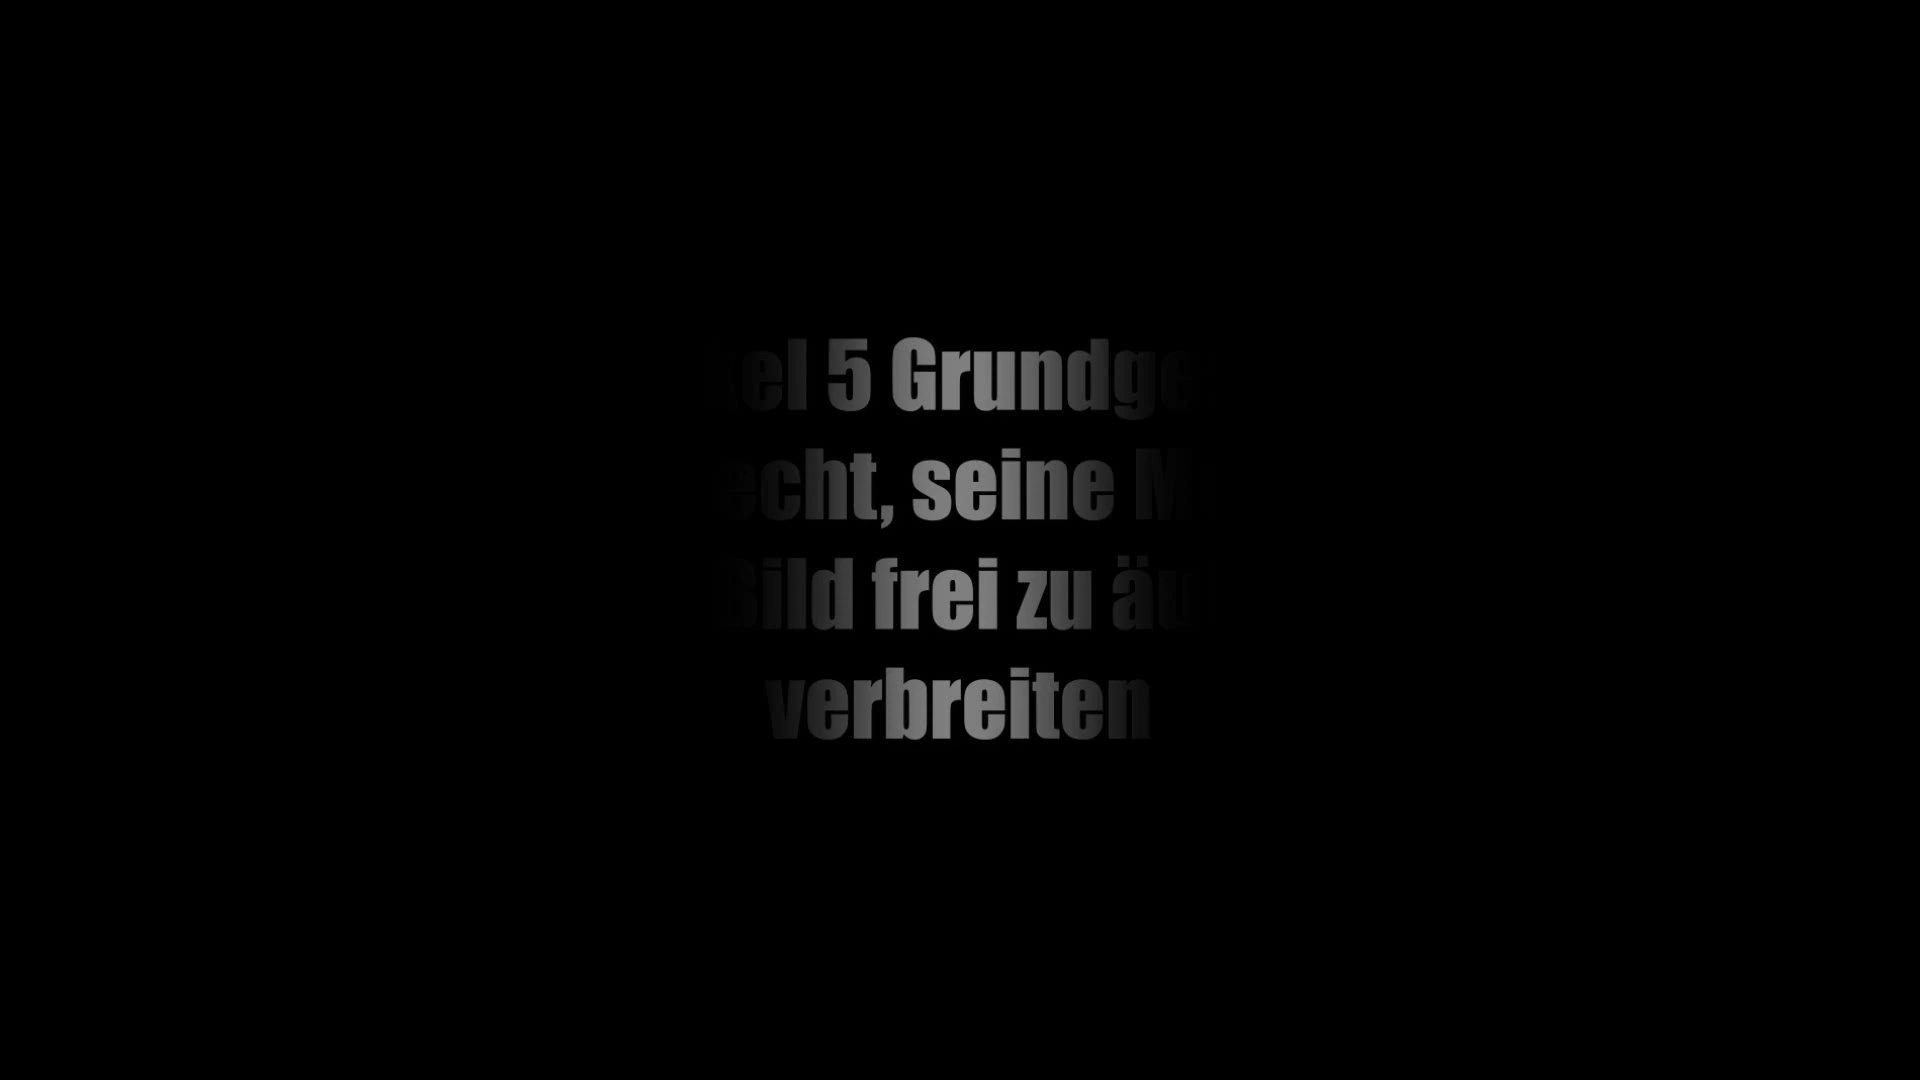 kel 5 Grundge
echt, seine M
Bild frei zu äu
verbreiten